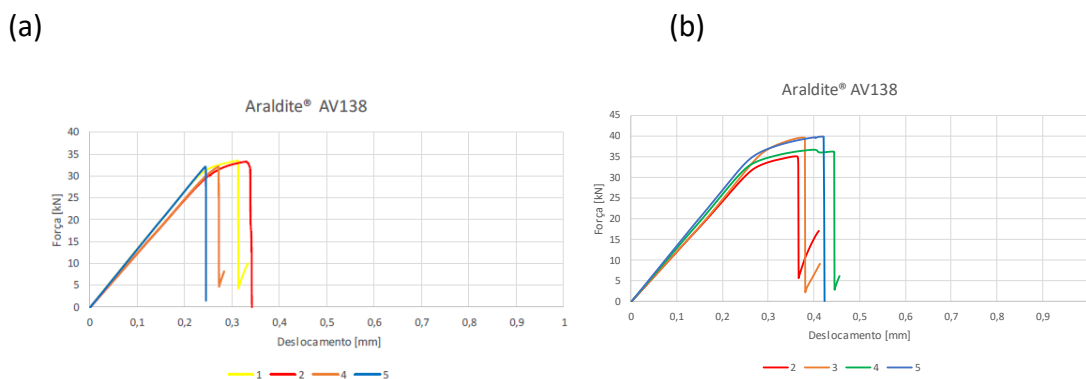 (a)
Araldite® AV138
Força [kN]
40
35
30
25
20
15
10
5
0
0 0,1 0,2 0,3 0,4 0,5 0,6 0,7 0,8 0,9 1
Deslocamento [mm]
1 2 4 5
(b)
Araldite® AV138
Força [kN]
45
40
35
30
25
20
15
10
5
0
0 0,1 0,2 0,3 0,4 0,5 0,6 0,7 0,8 0,9
Deslocamento [mm]
2 3 4 5